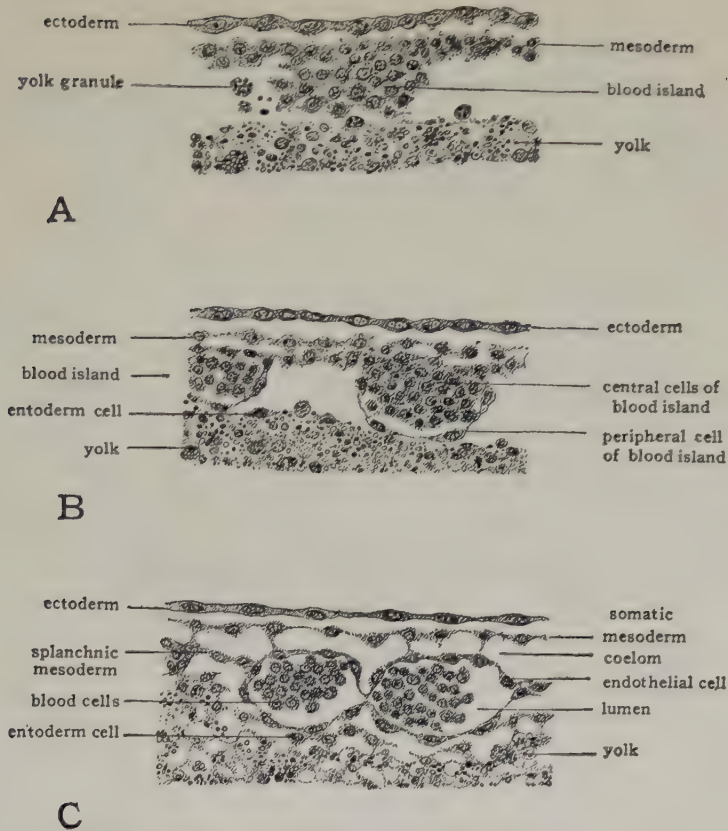 ectoderm
mesoderm
yolk granule
blood island
yolk
A
mesoderm
ectoderm
blood island
central cells of
blood island
entoderm cell
peripheral cell
of blood island
yolk
B
ectoderm
somatic
mesoderm
splanchnic
mesoderm
coelom
endothelial cell
blood cells
lumen
entoderm cell
yolk
C